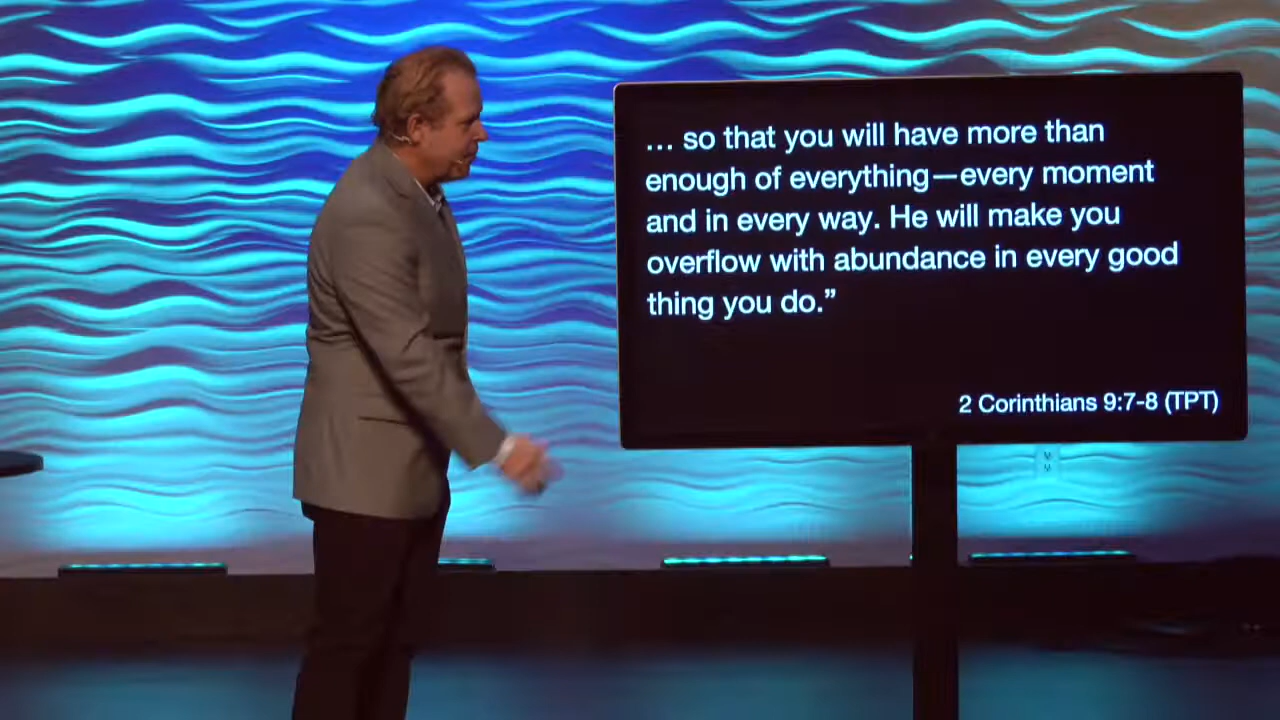 ... so that you will have more than
enough of everything—every moment
and in every way. He will make you
overflow with abundance in every good
thing you do.”
2 Corinthians 9:7-8 (TPT)